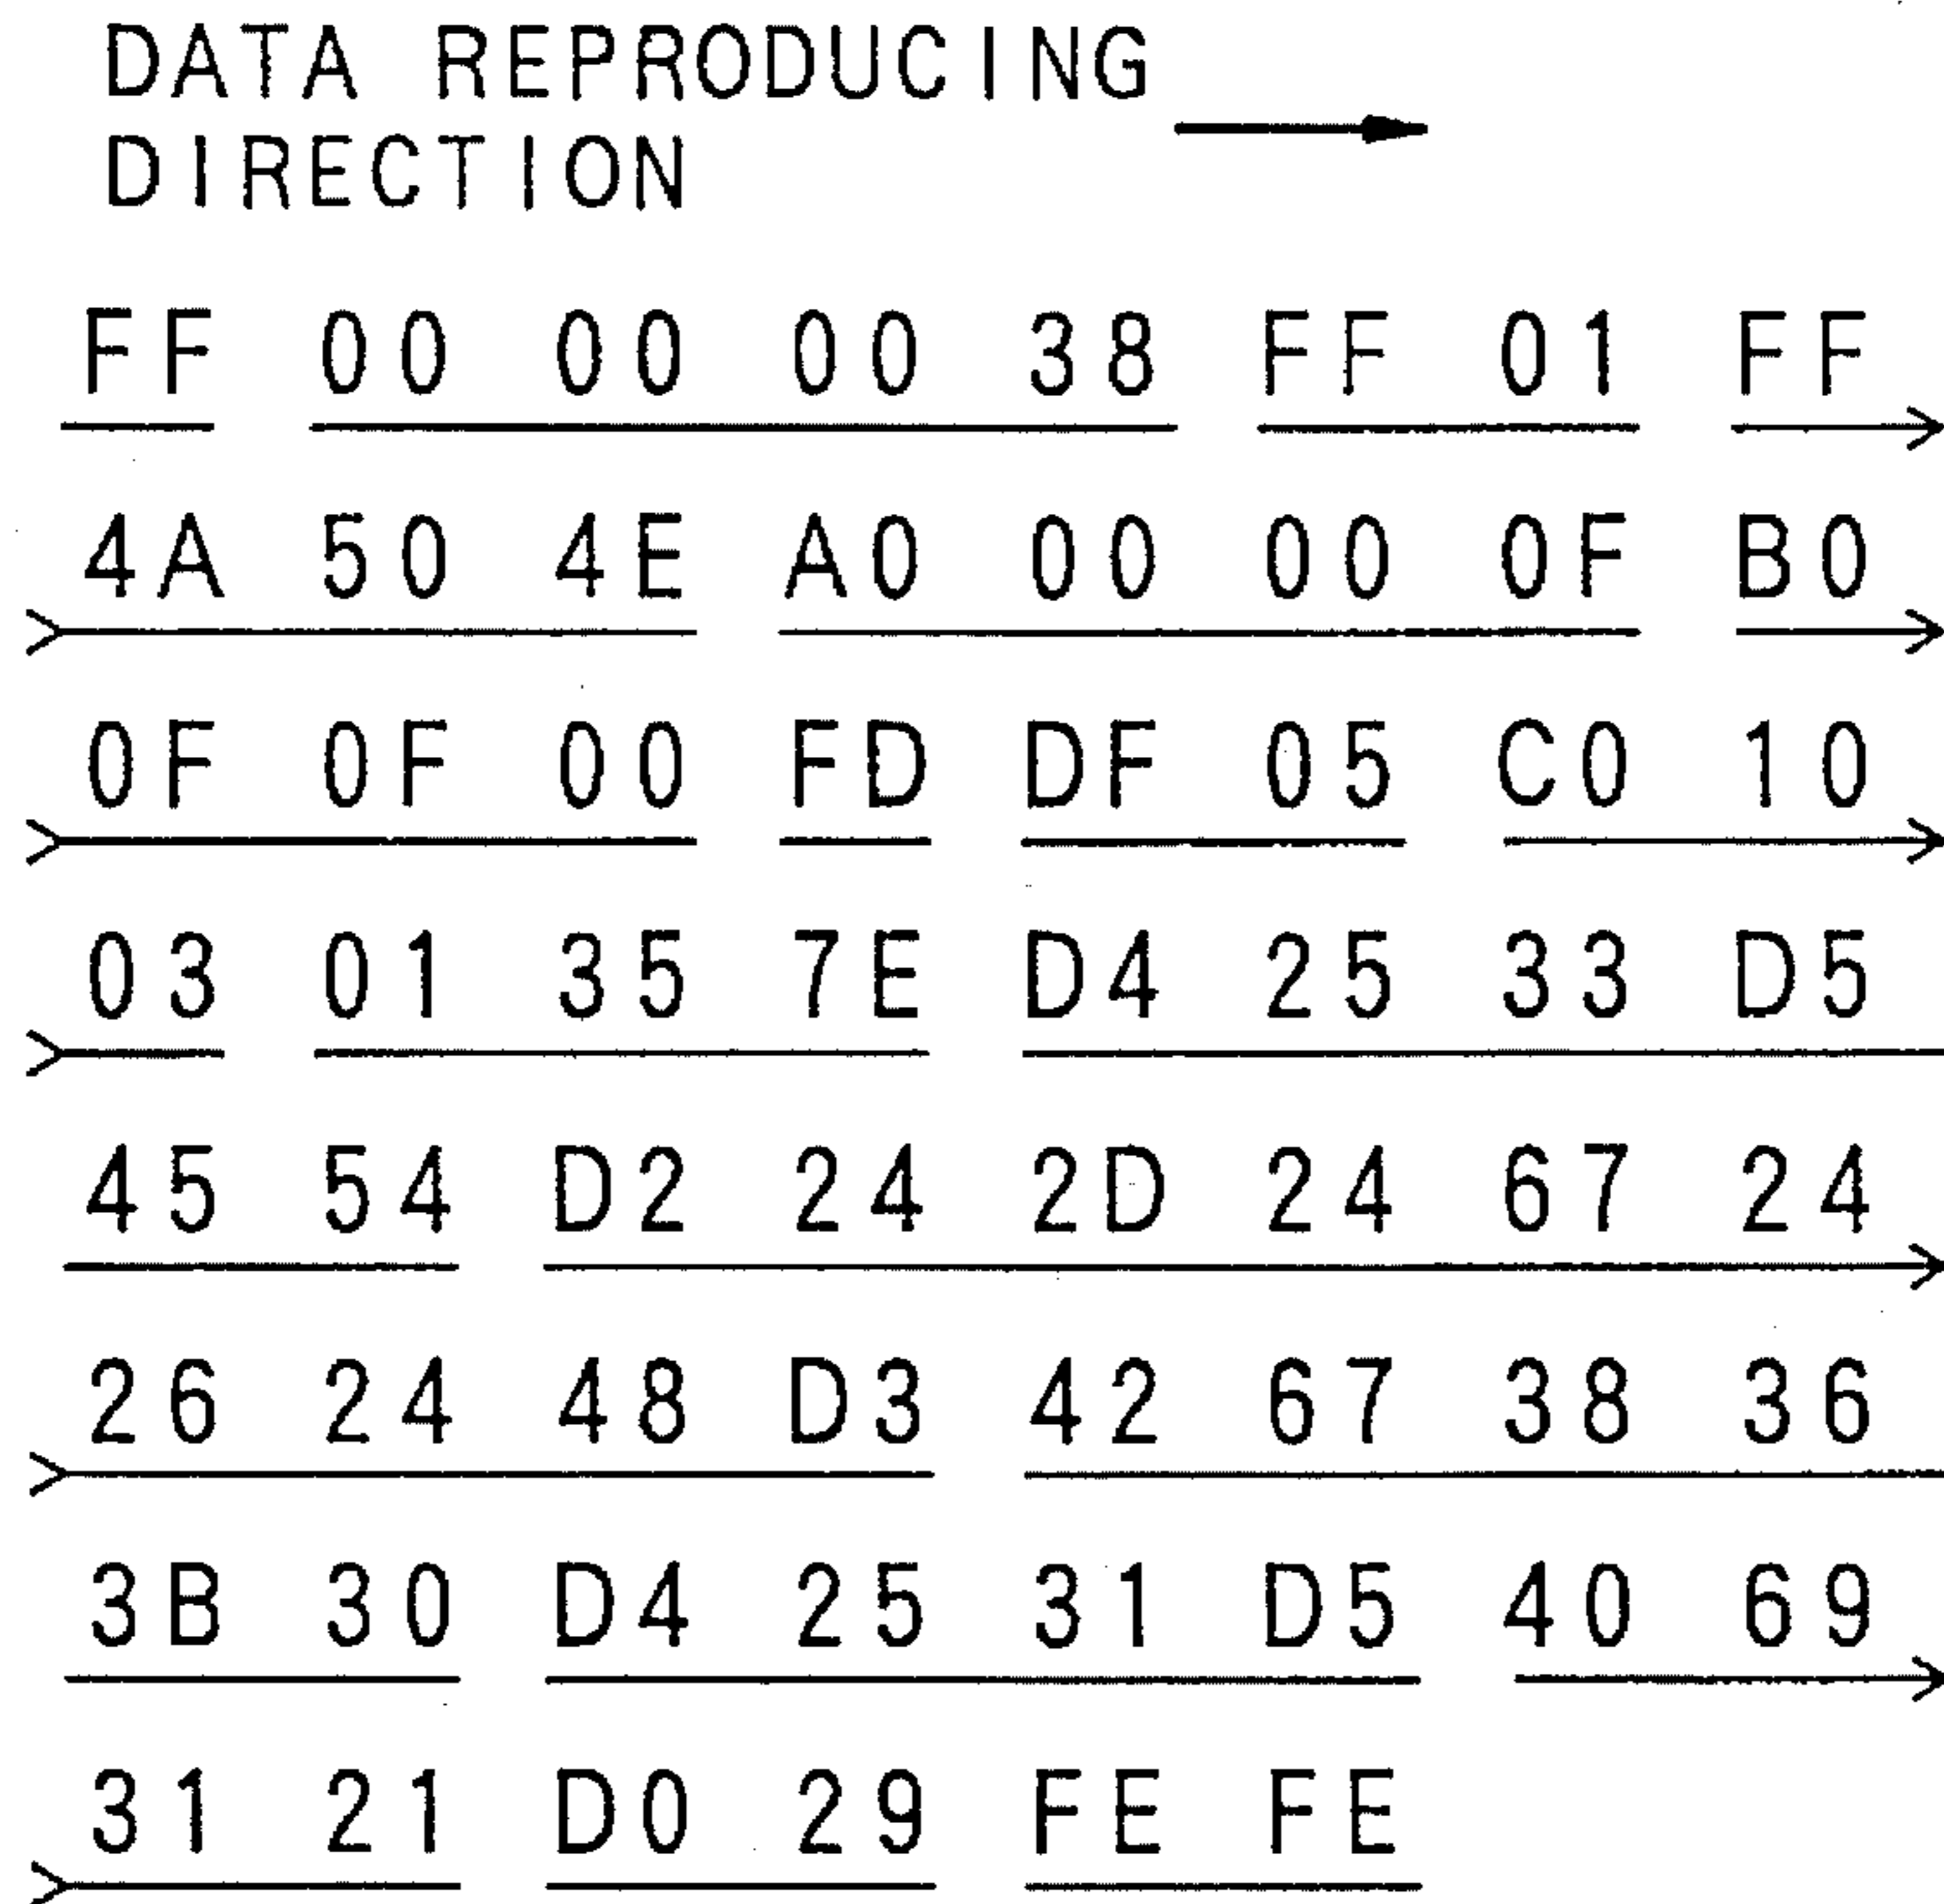 DATA REPRODUCING
DIRECTION
FF 00 00 00 38 FF 01 FF
4A 50 4E A0 00 00 0F B0
0F 0F 00 FD DF 05 C0 10
03 01 35 7E D4 25 33 D5
45 54 D2 24 2D 24 67 24
26 24 48 D3 42 67 38 36
3B 30 D4 25 31 D5 40 69
31 21 D0 29 FE FE